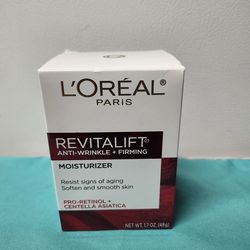 L'ORÉAL
PARIS
REVITALIFT®
ANTI-WRINKLE + FIRMING
MOISTURIZER
Resist signs of aging
Soften and smooth skin
PRO-RETINOL +
CENTELLA ASIATICA
NET WT. 1.7 OZ (48g)